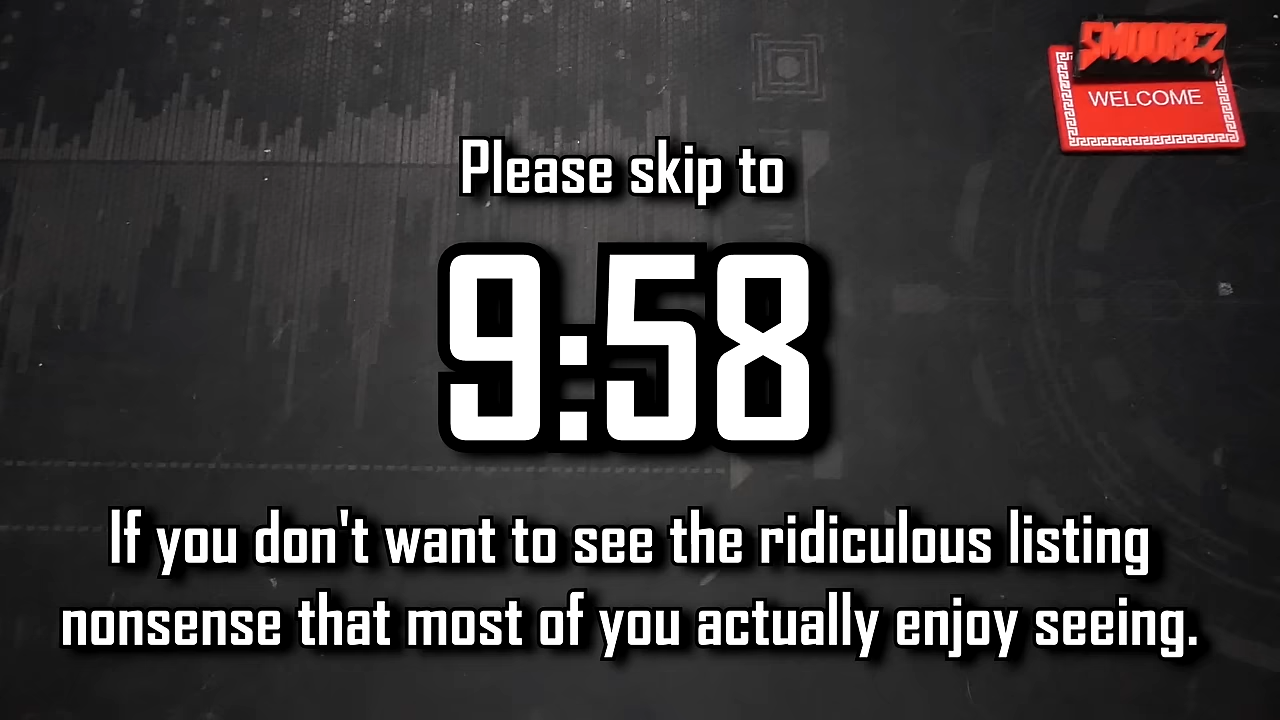 SMOOREZ
WELCOME
Please skip to
9:58
If you don't want to see the ridiculous listing
nonsense that most of you actually enjoy seeing.